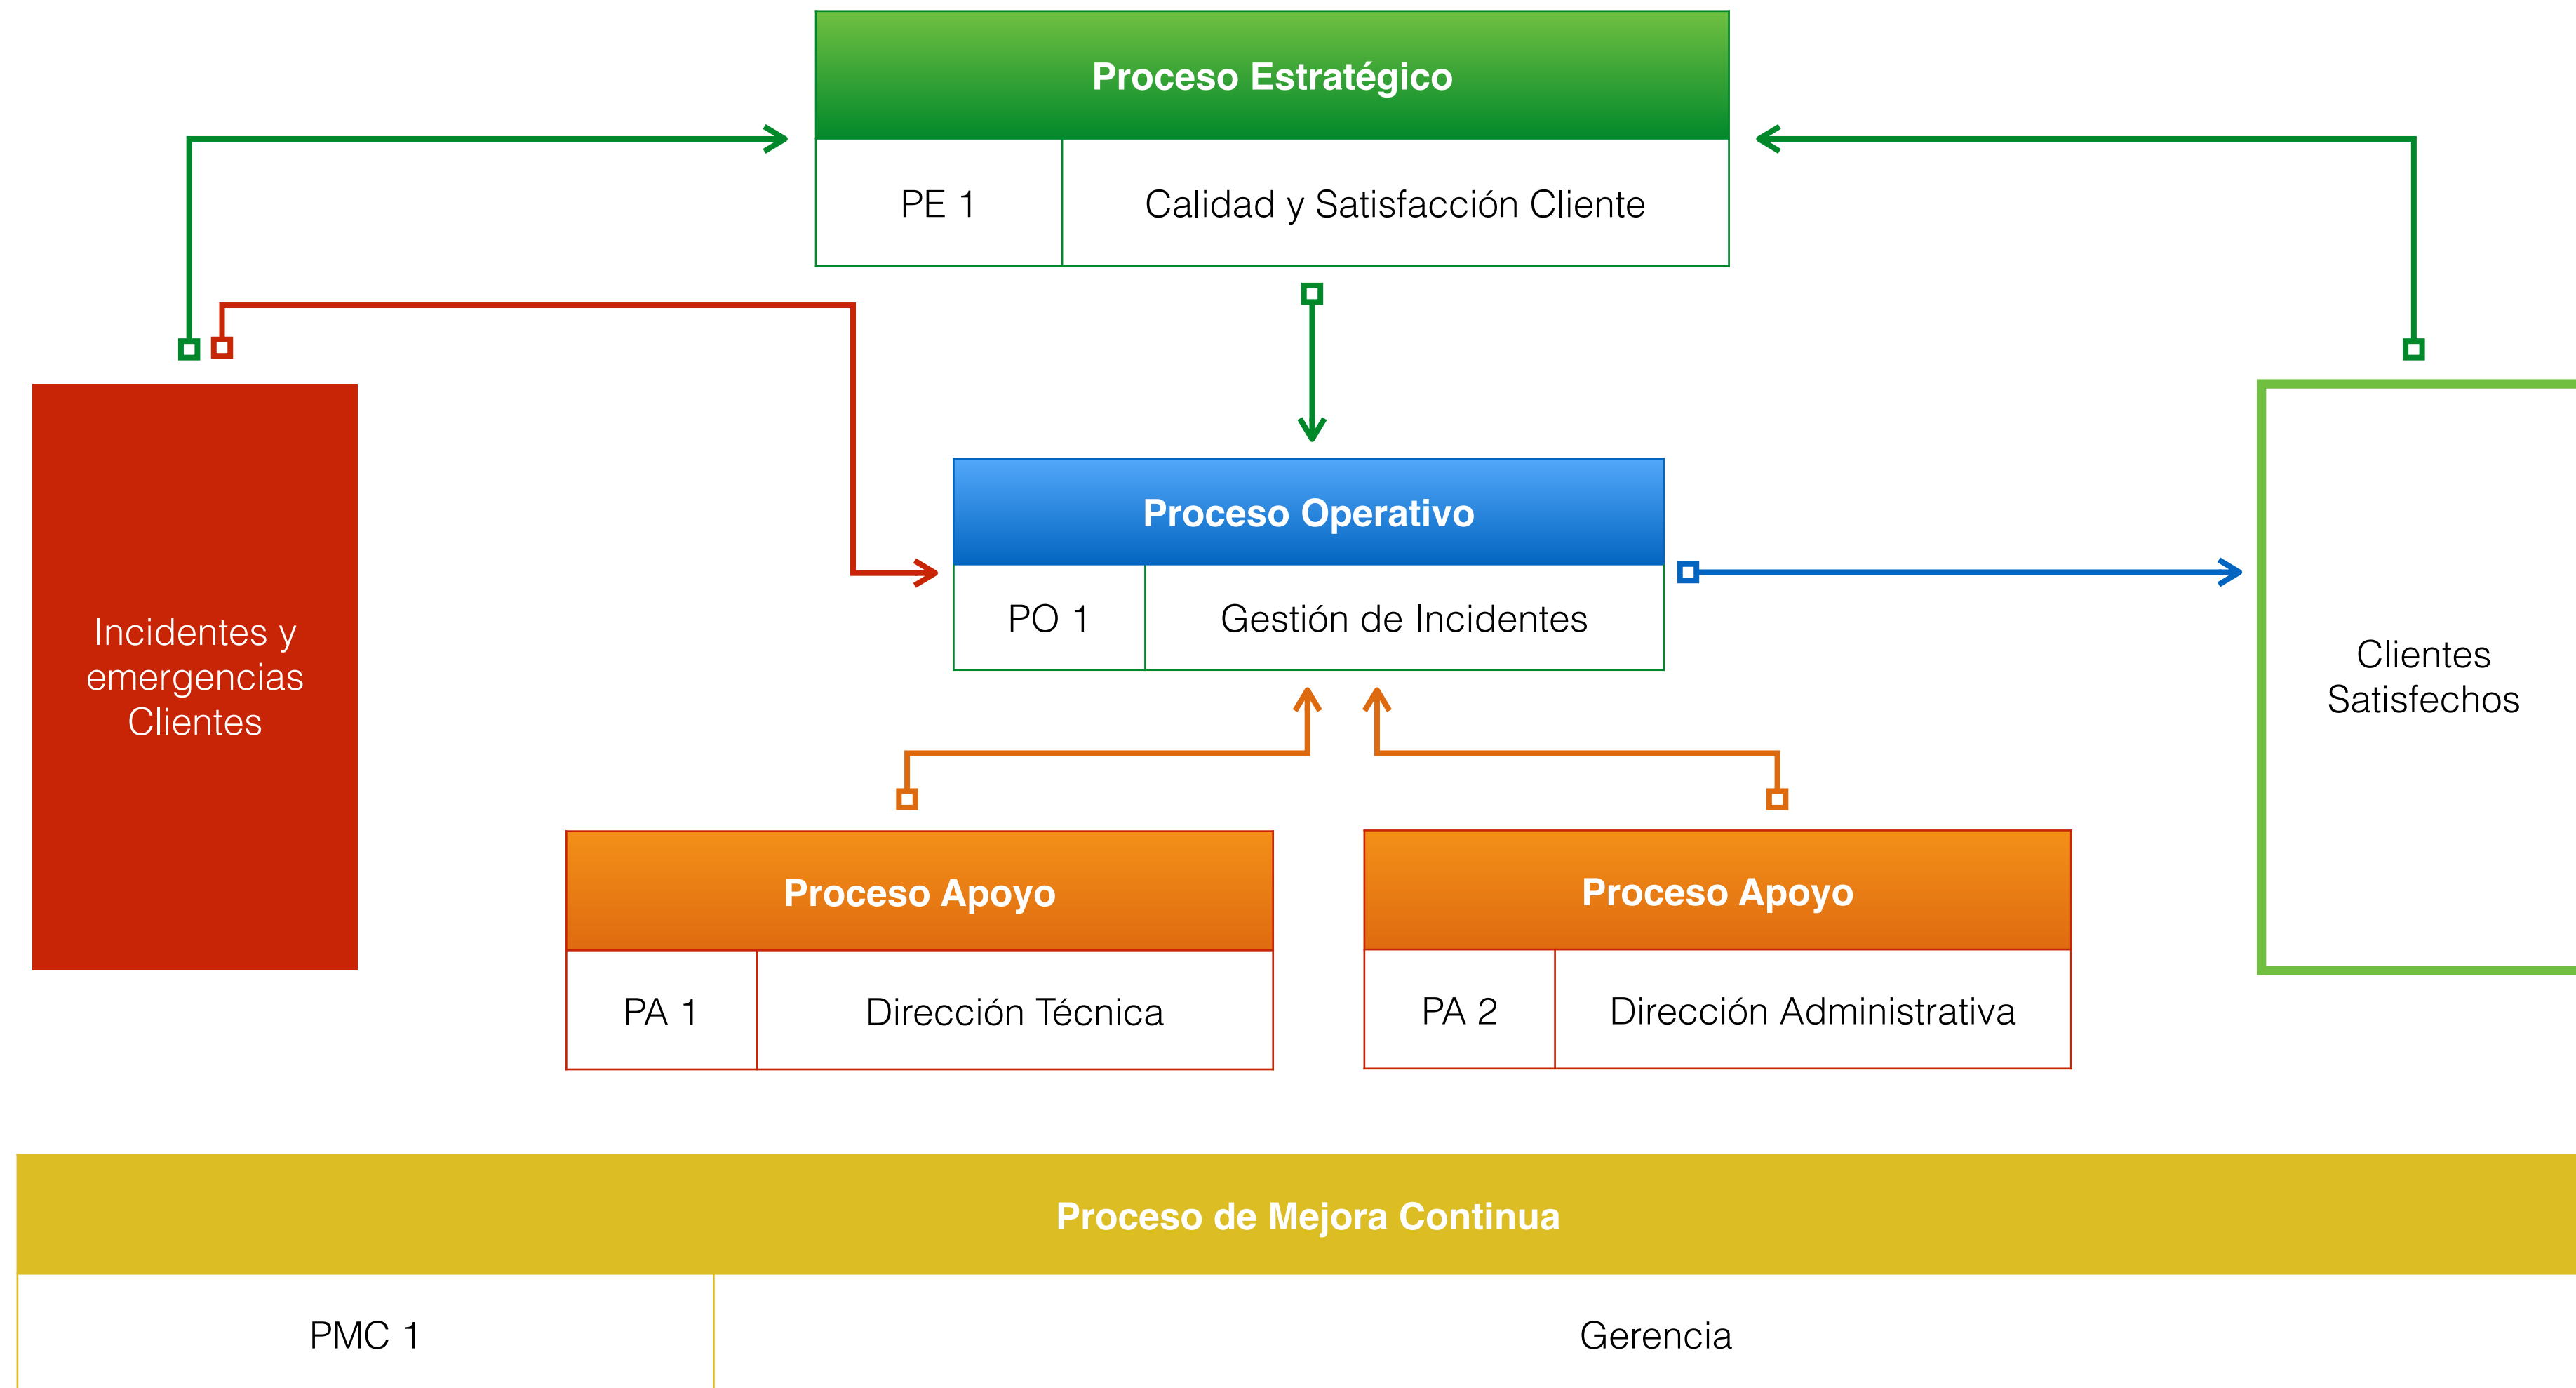 Proceso Estratégico
PE 1 Calidad y Satisfacción Cliente
Proceso Operativo
PO 1 Gestión de Incidentes
Incidentes y
emergencias
Clientes
Clientes
Satisfechos
Proceso Apoyo
PA 1 Dirección Técnica
Proceso Apoyo
PA 2 Dirección Administrativa
Proceso de Mejora Continua
PMC 1 Gerencia